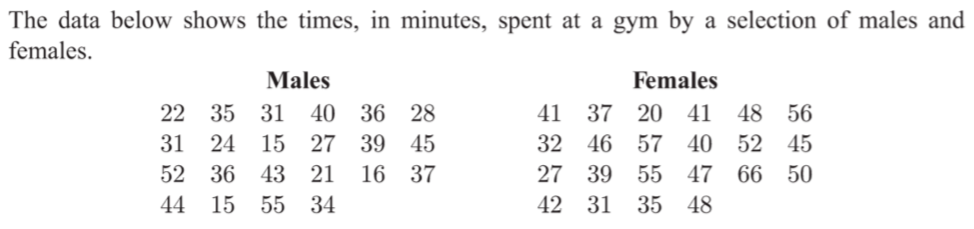 The data below shows the times, in minutes, spent at a gym by a selection of males and
females.
Males Females
22 35 31 40 36 28 41 37 20 41 48 56
31 24 15 27 39 45 32 46 57 40 52 45
52 36 43 21 16 37 27 39 55 47 66 50
44 15 55 34 42 31 35 48